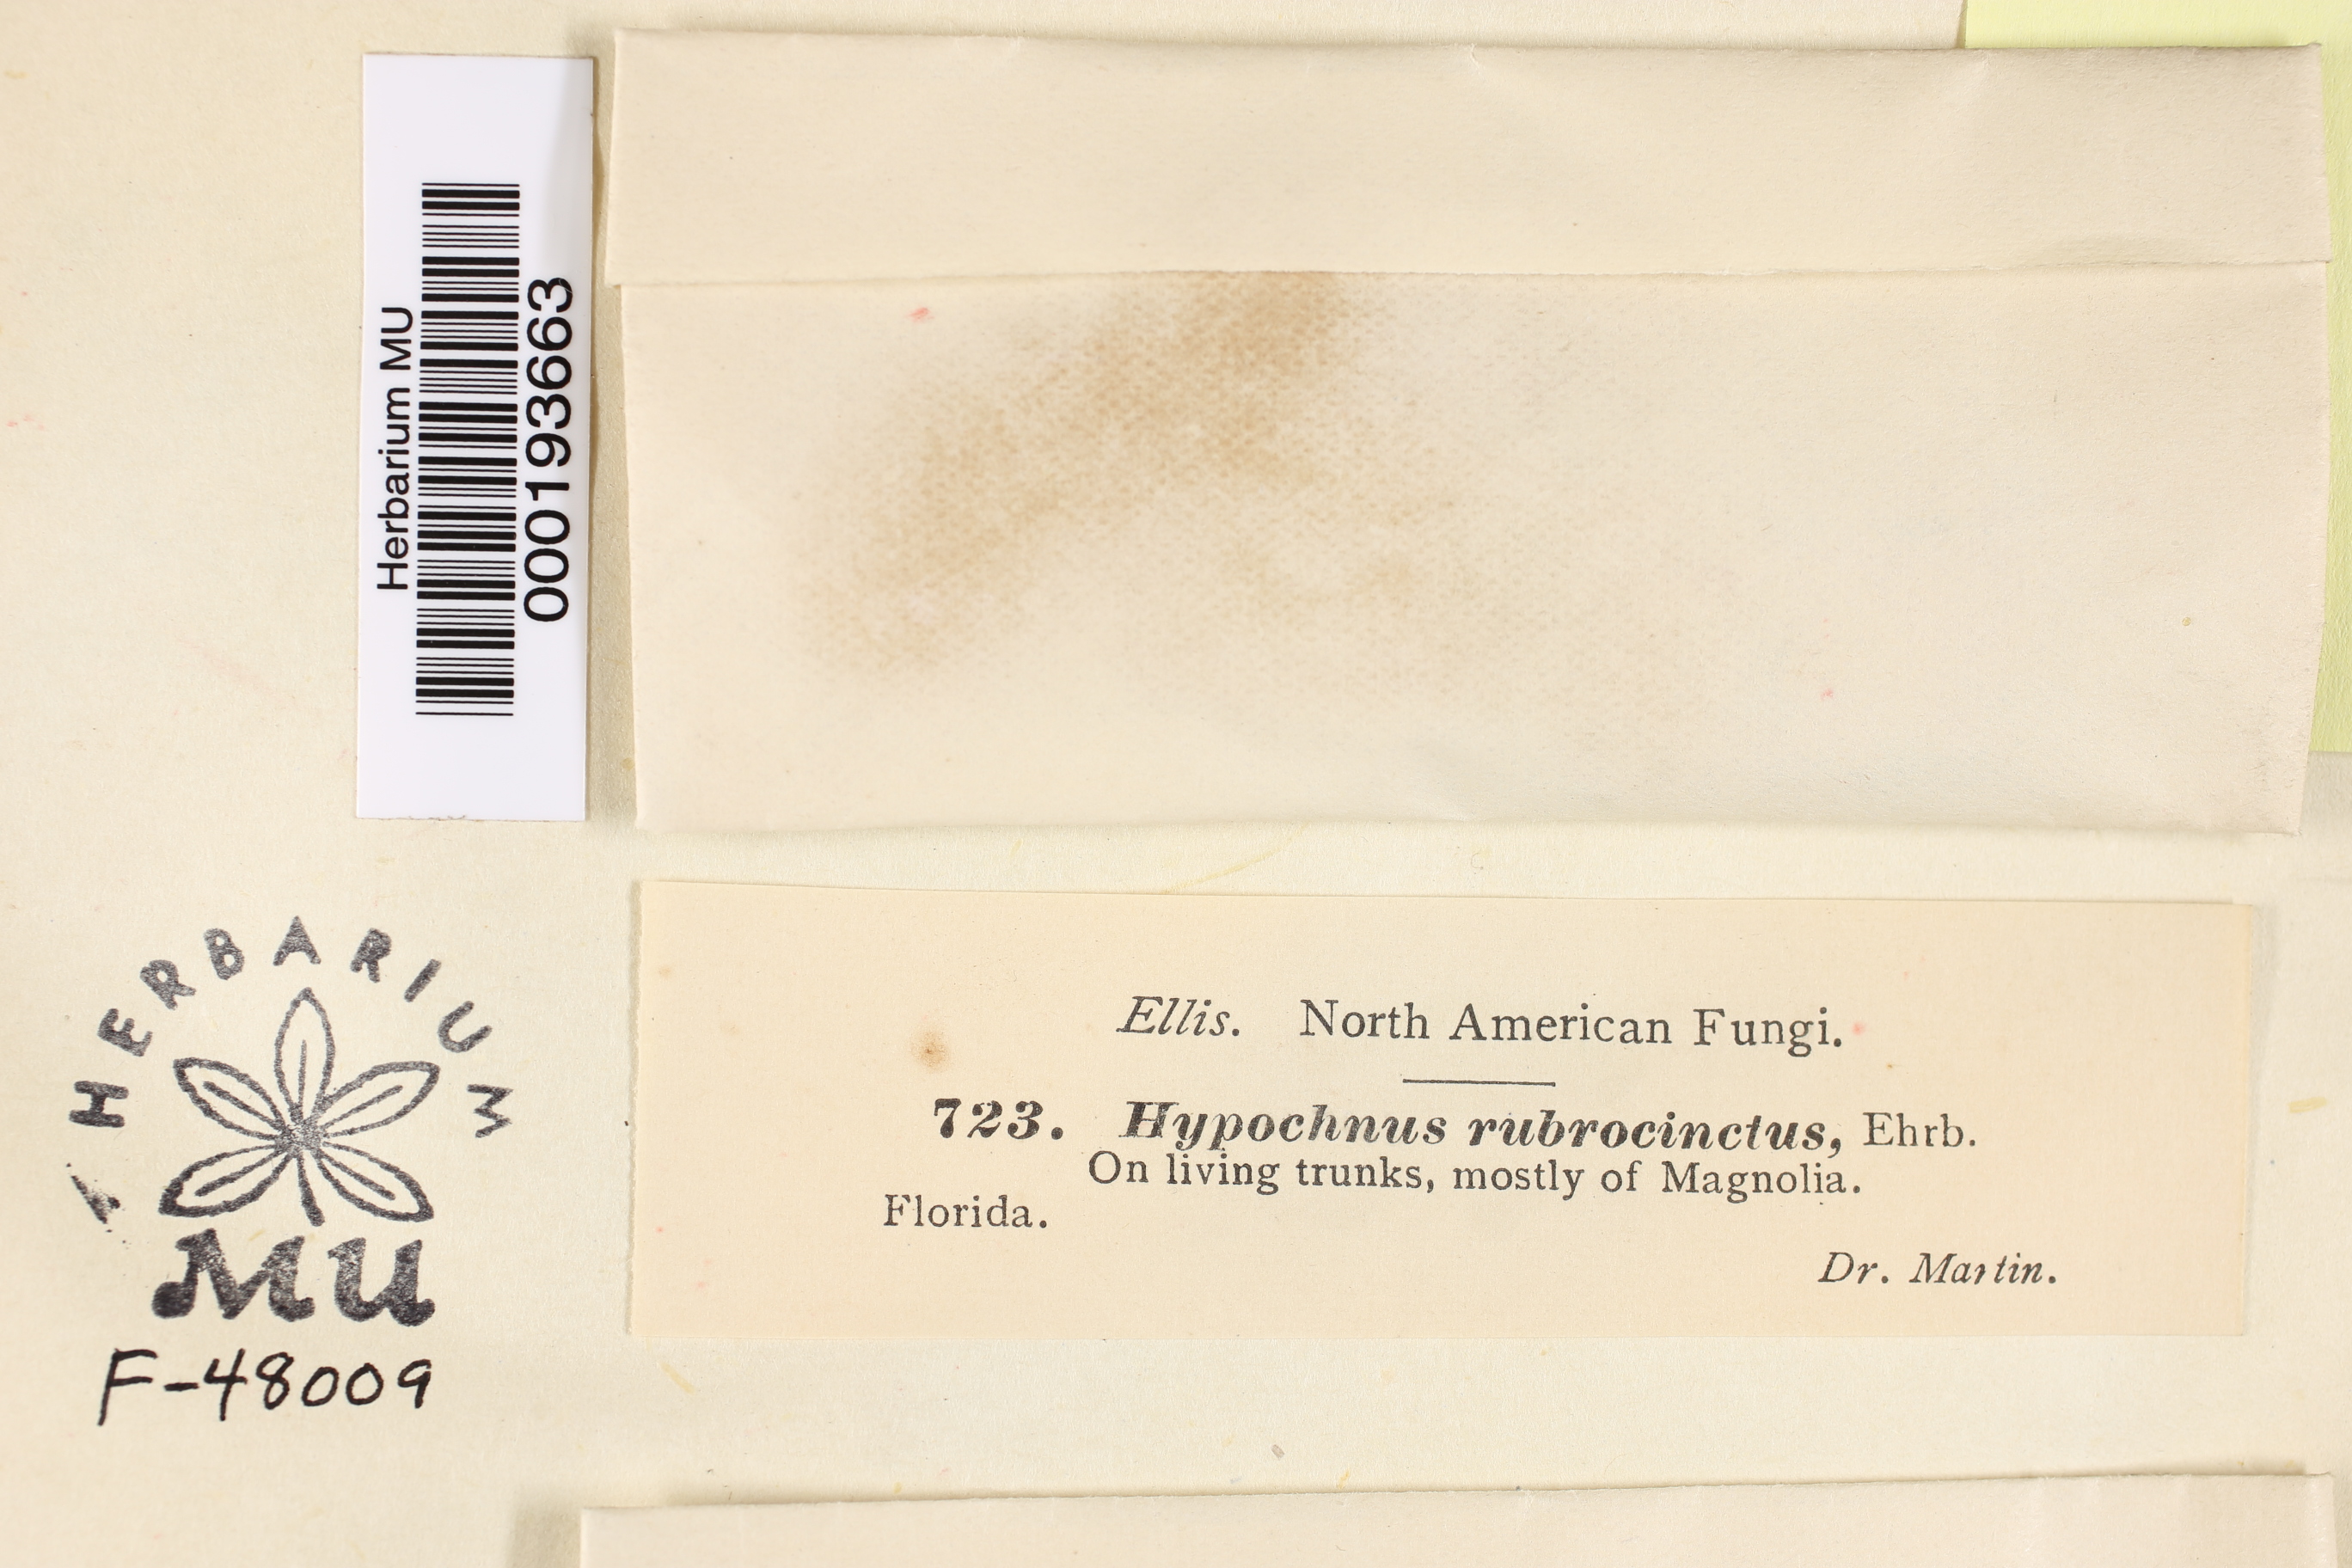 Herbarium MU
000193663
HERBARIUM
MU
F-48009
Ellis. North American Fungi.
723. Hypochnus rubrocinctus, Ehrb.
On living trunks, mostly of Magnolia.
Florida.
Dr. Martin.